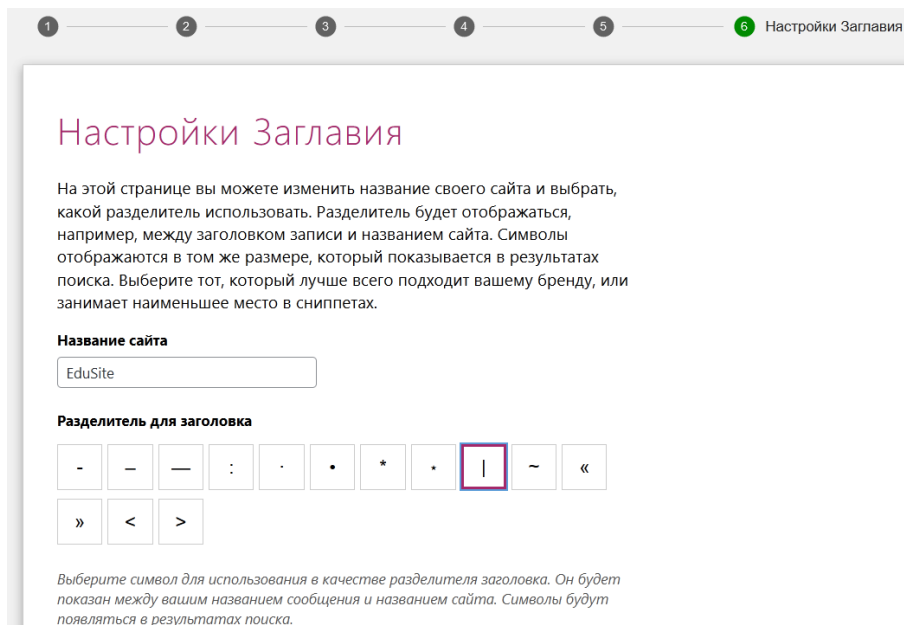 1 2 3 4 5 6 Настройки Заглавия
Настройки Заглавия
На этой странице вы можете изменить название своего сайта и выбрать,
какой разделитель использовать. Разделитель будет отображаться,
например, между заголовком записи и названием сайта. Символы
отображаются в том же размере, который показывается в результатах
поиска. Выберите тот, который лучше всего подходит вашему бренду, или
занимает наименьшее место в сниппетах.
Название сайта
EduSite
Разделитель для заголовка
- – — : · • * ⋆ | ~ «
» < >
Выберите символ для использования в качестве разделителя заголовка. Он будет
показан между вашим названием сообщения и названием сайта. Символы будут
появляться в результатах поиска.